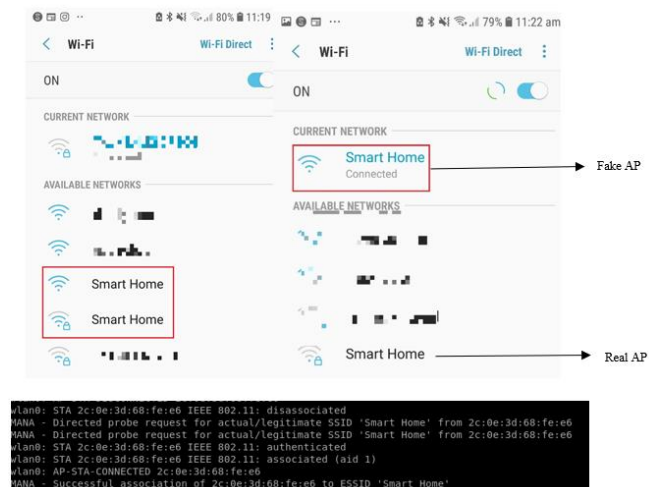 80% 11:19
Wi-Fi
Wi-Fi Direct
ON
CURRENT NETWORK
AVAILABLE NETWORKS
Smart Home
Smart Home
79% 11:22 am
Wi-Fi
Wi-Fi Direct
ON
CURRENT NETWORK
Smart Home
Connected
Fake AP
AVAILABLE NETWORKS
Smart Home
Real AP
wlan0: STA 2c:0e:3d:68:fe:e6 IEEE 802.11: disassociated
MANA - Directed probe request for actual/legitimate SSID 'Smart Home' from 2c:0e:3d:68:fe:e6
MANA - Directed probe request for actual/legitimate SSID 'Smart Home' from 2c:0e:3d:68:fe:e6
wlan0: STA 2c:0e:3d:68:fe:e6 IEEE 802.11: authenticated
wlan0: STA 2c:0e:3d:68:fe:e6 IEEE 802.11: associated (aid 1)
wlan0: AP-STA-CONNECTED 2c:0e:3d:68:fe:e6
MANA - Successful association of 2c:0e:3d:68:fe:e6 to ESSID 'Smart Home'